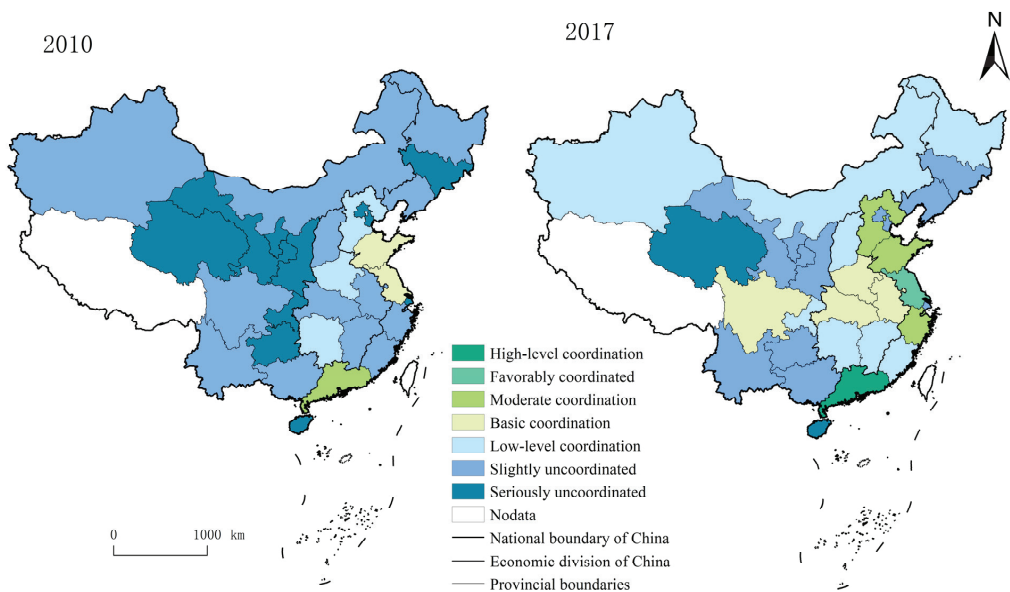 2010
2017
N
High-level coordination
Favorably coordinated
Moderate coordination
Basic coordination
Low-level coordination
Slightly uncoordinated
Seriously uncoordinated
Nodata
National boundary of China
Economic division of China
Provincial boundaries
0 1000 km